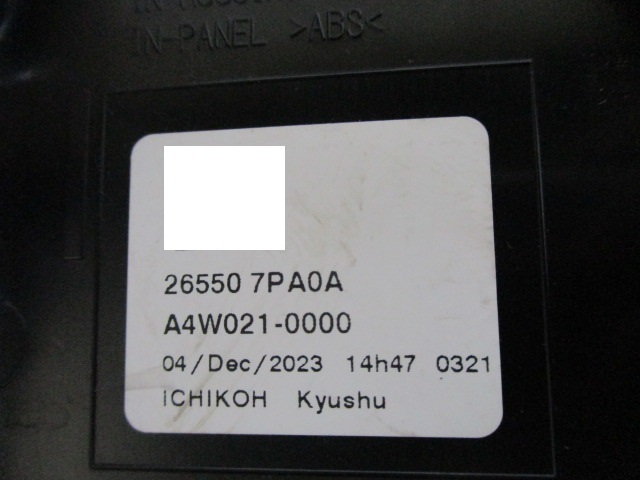 IN-PANEL >ABS<
26550 7PA0A
A4W021-0000
04/Dec/2023 14h47 0321
ICHIKOH Kyushu